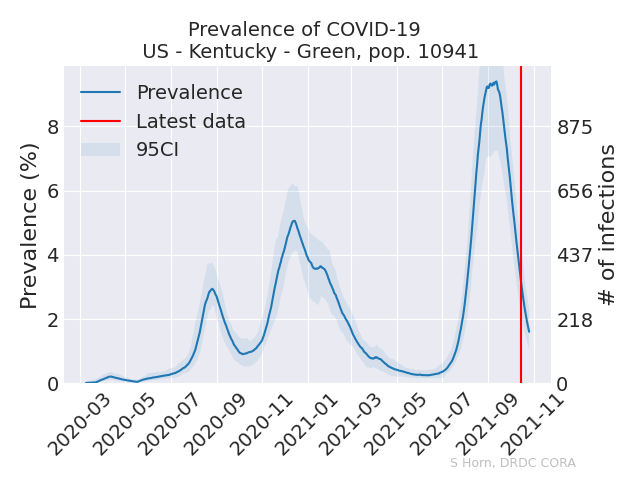 Prevalence of COVID-19
US - Kentucky - Green, pop. 10941
Prevalence
Latest data
95CI
Prevalence (%)
8
6
4
2
0
875
656
437
218
0
# of infections
2020-03
2020-05
2020-07
2020-09
2020-11
2021-01
2021-03
2021-05
2021-07
2021-09
2021-11
S Horn, DRDC CORA